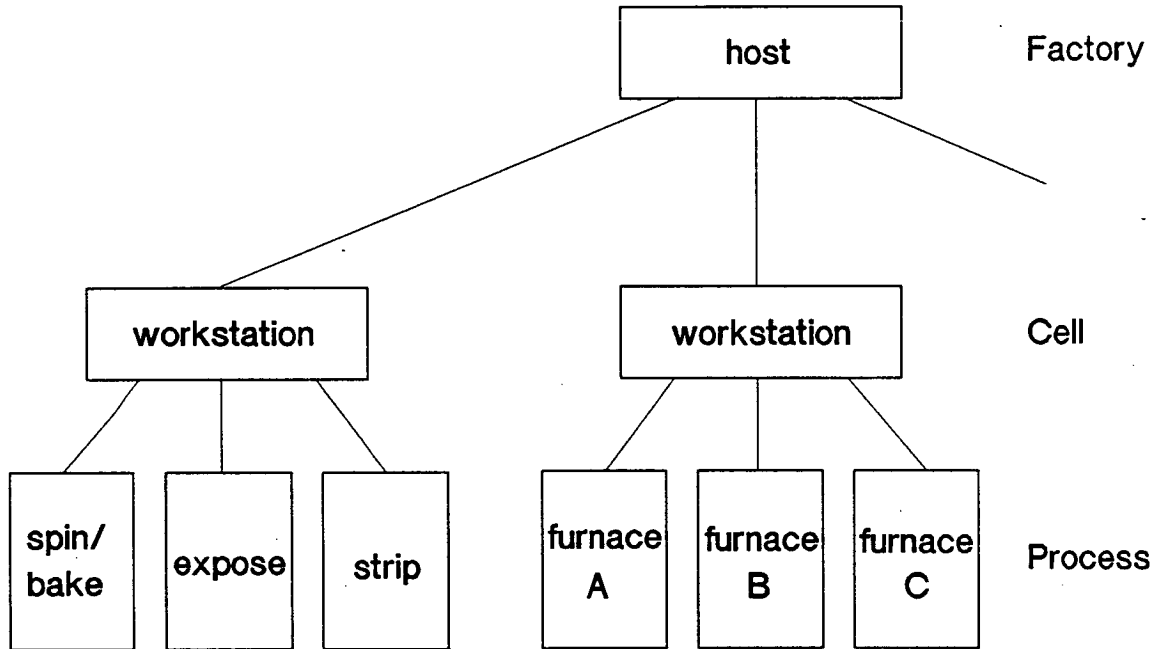 host
Factory
workstation
workstation
Cell
spin/
bake
expose
strip
furnace
A
furnace
B
furnace
C
Process